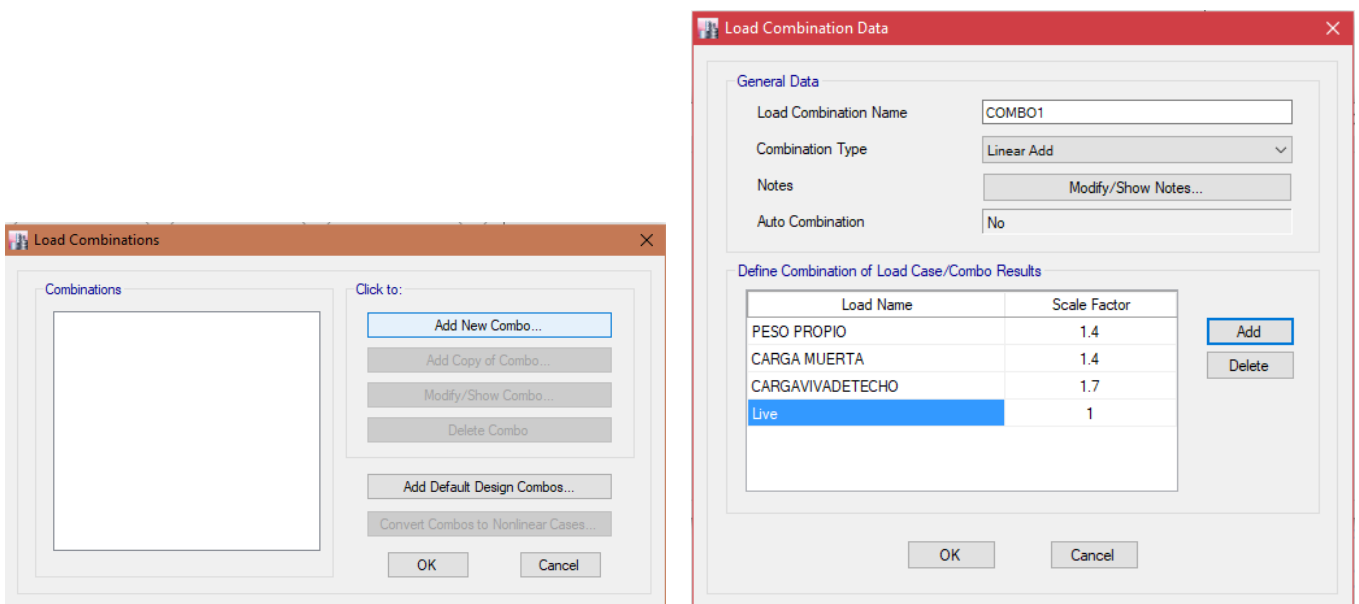 Load Combinations
Combinations
Click to:
Add New Combo...
Add Copy of Combo...
Modify/Show Combo...
Delete Combo
Add Default Design Combos...
Convert Combos to Nonlinear Cases...
OK Cancel
Load Combination Data
General Data
Load Combination Name COMBO1
Combination Type Linear Add
Notes Modify/Show Notes...
Auto Combination No
Define Combination of Load Case/Combo Results
Load Name Scale Factor
PESO PROPIO 1.4
CARGA MUERTA 1.4
CARGAVIVADETECHO 1.7
Live 1
Add
Delete
OK Cancel